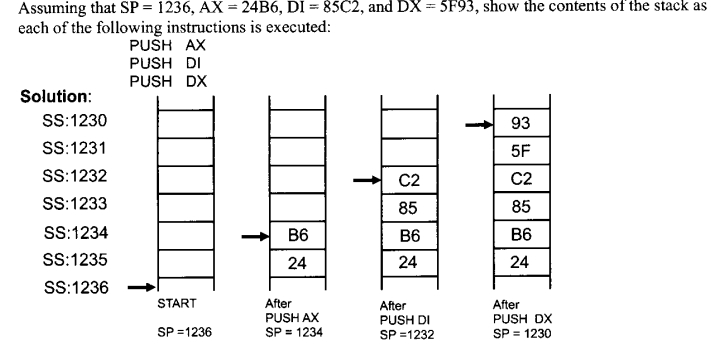 Assuming that SP = 1236, AX = 24B6, DI = 85C2, and DX = 5F93, show the contents of the stack as
each of the following instructions is executed:
PUSH AX
PUSH DI
PUSH DX
Solution:
SS:1230 93
SS:1231 5F
SS:1232 C2 C2
SS:1233 85 85
SS:1234 B6 B6 B6
SS:1235 24 24 24
SS:1236
START After After After
PUSH AX PUSH DI PUSH DX
SP =1236 SP = 1234 SP =1232 SP = 1230